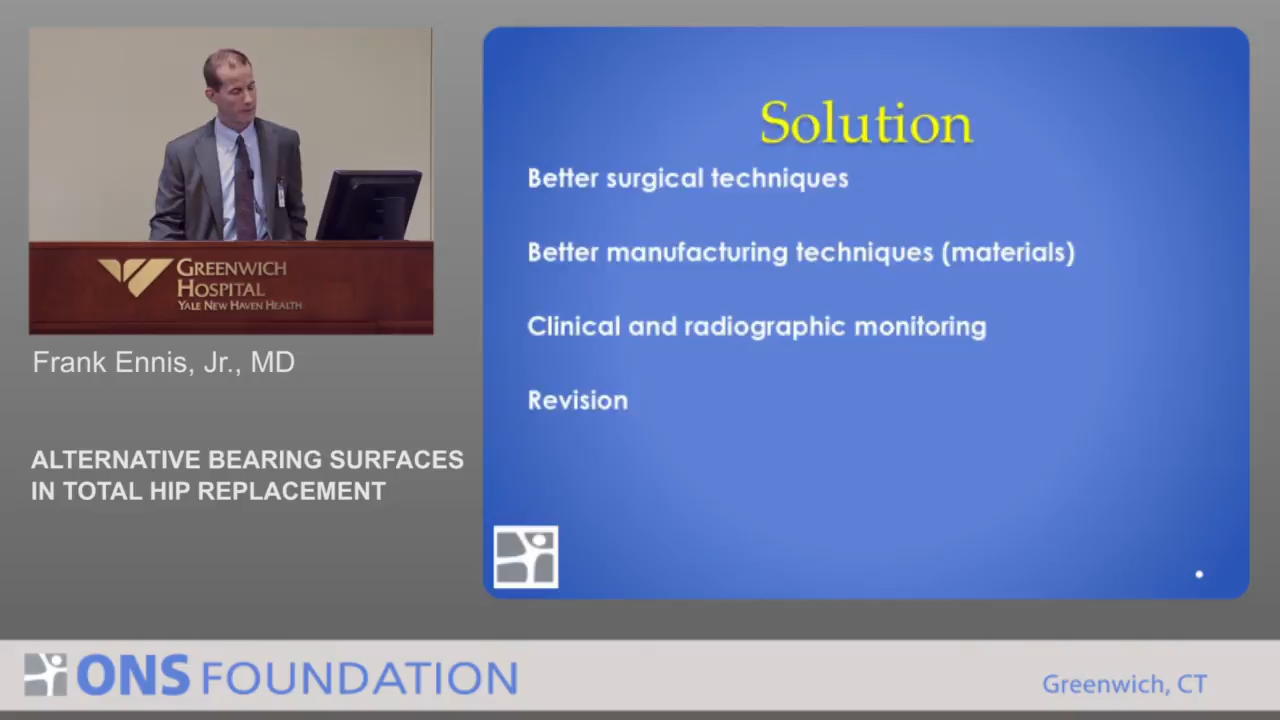 GREENWICH
HOSPITAL
YALE NEW HAVEN HEALTH
Frank Ennis, Jr., MD
ALTERNATIVE BEARING SURFACES
IN TOTAL HIP REPLACEMENT
Solution
Better surgical techniques
Better manufacturing techniques (materials)
Clinical and radiographic monitoring
Revision
ONS FOUNDATION
Greenwich, CT